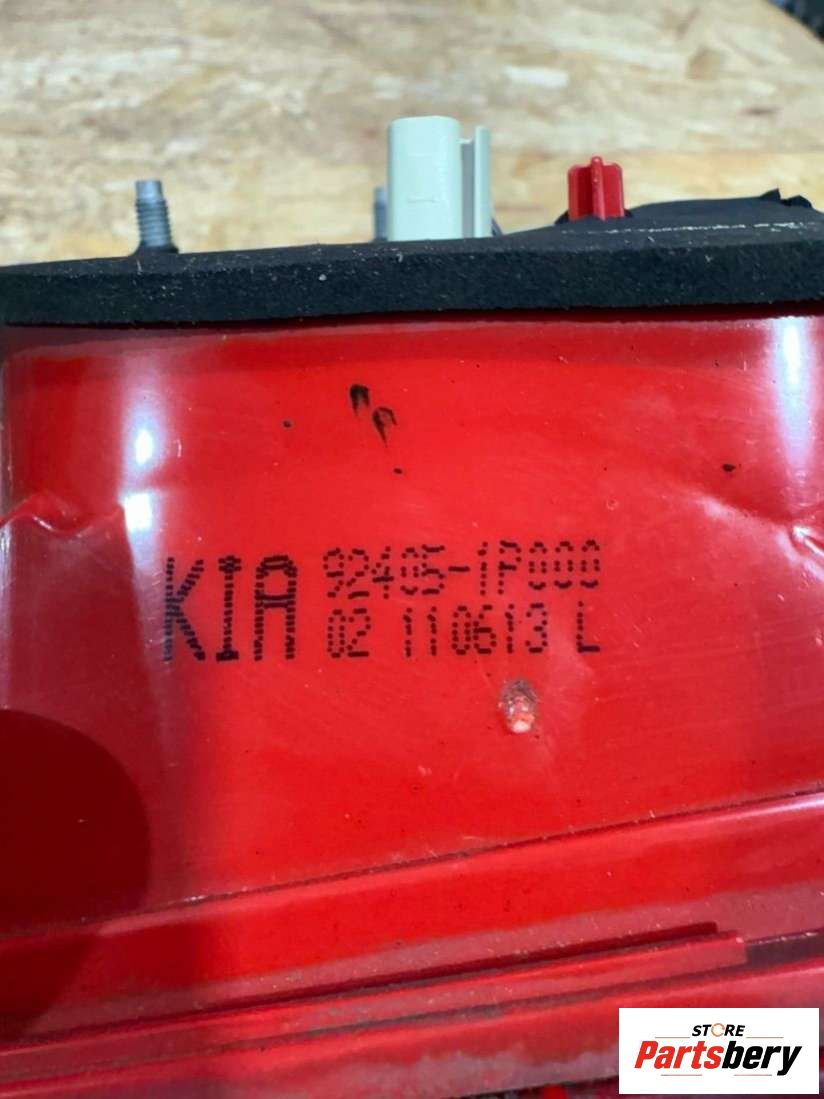 KIA 92405-1P000
02 110613 L
STORE
Partsbery